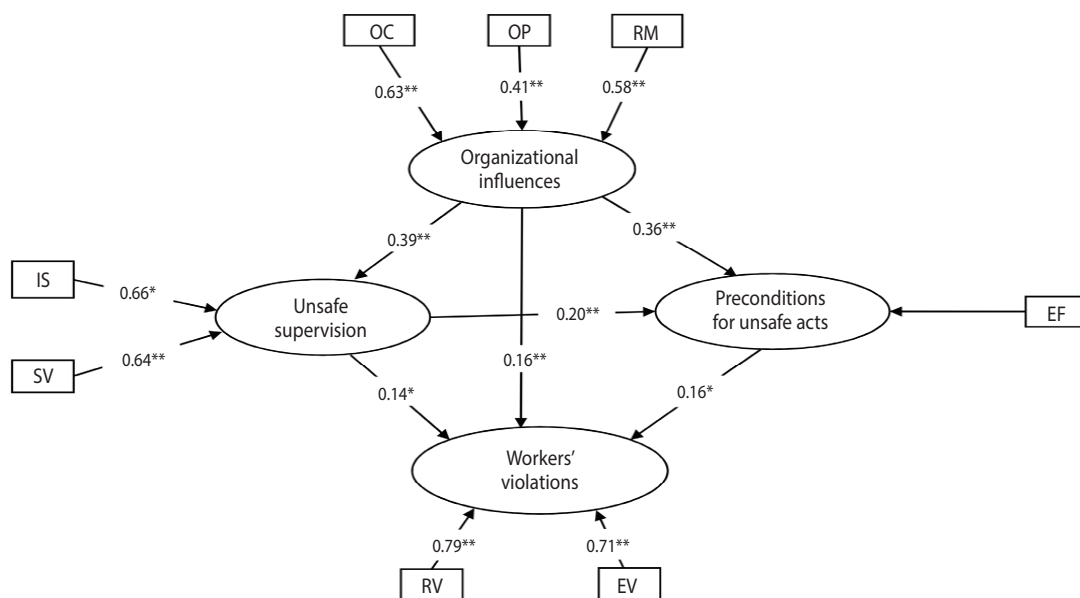 OC
OP
RM
0.63**
0.41**
0.58**
Organizational
influences
0.39**
0.36**
IS
0.66*
Unsafe
supervision
0.20**
Preconditions
for unsafe acts
EF
SV
0.64**
0.16**
0.14*
0.16*
Workers’
violations
0.79**
0.71**
RV
EV